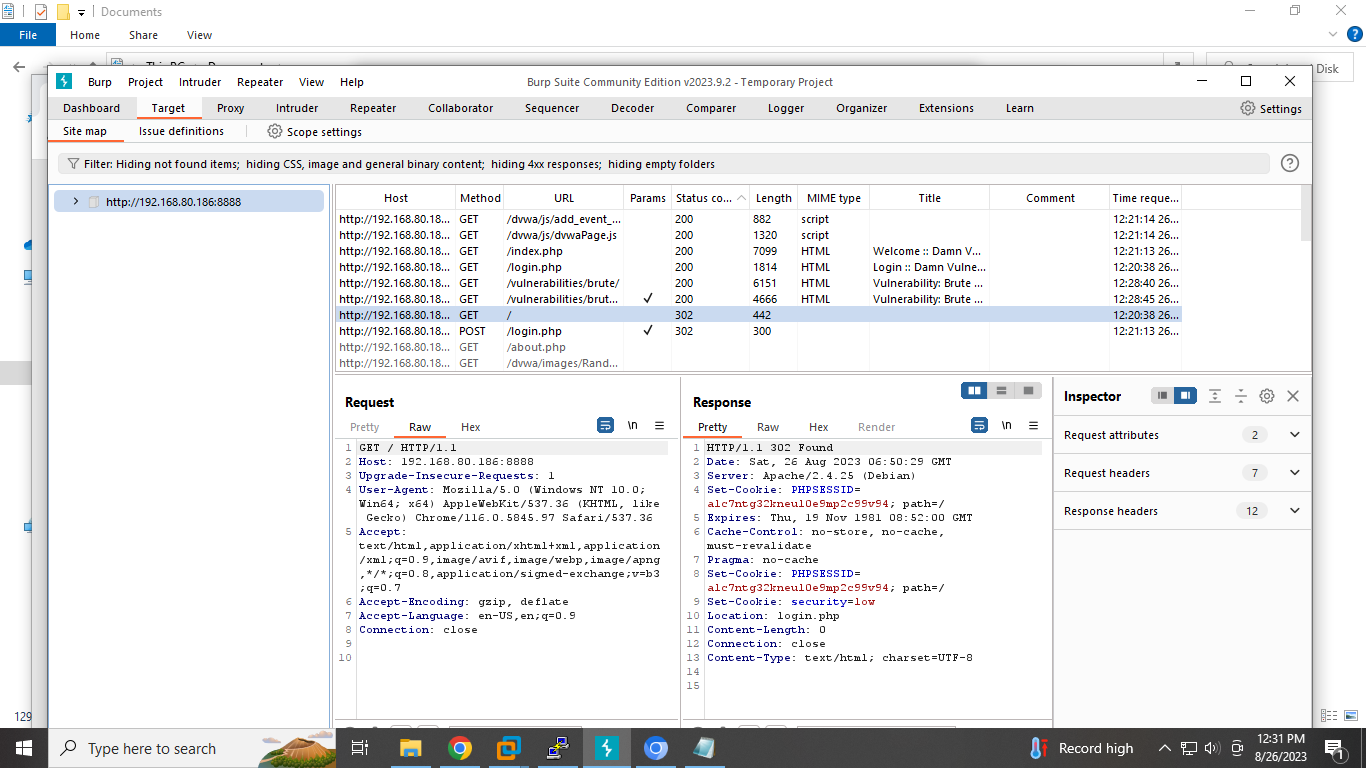 Documents
File Home Share View
Disk
Burp Project Intruder Repeater View Help Burp Suite Community Edition v2023.9.2 - Temporary Project
Dashboard Target Proxy Intruder Repeater Collaborator Sequencer Decoder Comparer Logger Organizer Extensions Learn Settings
Site map Issue definitions Scope settings
Filter: Hiding not found items; hiding CSS, image and general binary content; hiding 4xx responses; hiding empty folders
http://192.168.80.186:8888
Host Method URL Params Status co... Length MIME type Title Comment Time reque...
http://192.168.80.18... GET /dvwa/js/add_event_... 200 882 script 12:21:14 26...
http://192.168.80.18... GET /dvwa/js/dvwaPage.js 200 1320 script 12:21:14 26...
http://192.168.80.18... GET /index.php 200 7099 HTML Welcome :: Damn V... 12:21:13 26...
http://192.168.80.18... GET /login.php 200 1814 HTML Login :: Damn Vulne... 12:20:38 26...
http://192.168.80.18... GET /vulnerabilities/brute/ 200 6151 HTML Vulnerability: Brute ... 12:28:40 26...
http://192.168.80.18... GET /vulnerabilities/brut... ✓ 200 4666 HTML Vulnerability: Brute ... 12:28:45 26...
http://192.168.80.18... GET / 302 442 12:20:38 26...
http://192.168.80.18... POST /login.php ✓ 302 300 12:21:13 26...
http://192.168.80.18... GET /about.php
http://192.168.80.18... GET /dvwa/images/Rand...
Request
Pretty Raw Hex \n
1 GET / HTTP/1.1
2 Host: 192.168.80.186:8888
3 Upgrade-Insecure-Requests: 1
4 User-Agent: Mozilla/5.0 (Windows NT 10.0;
Win64; x64) AppleWebKit/537.36 (KHTML, like
Gecko) Chrome/116.0.5845.97 Safari/537.36
5 Accept:
text/html,application/xhtml+xml,application
/xml;q=0.9,image/avif,image/webp,image/apng
,*/*;q=0.8,application/signed-exchange;v=b3
;q=0.7
6 Accept-Encoding: gzip, deflate
7 Accept-Language: en-US,en;q=0.9
8 Connection: close
9
10
Response
Pretty Raw Hex Render \n
1 HTTP/1.1 302 Found
2 Date: Sat, 26 Aug 2023 06:50:29 GMT
3 Server: Apache/2.4.25 (Debian)
4 Set-Cookie: PHPSESSID=
alc7ntg32kneul0e9mp2c99v94; path=/
5 Expires: Thu, 19 Nov 1981 08:52:00 GMT
6 Cache-Control: no-store, no-cache,
must-revalidate
7 Pragma: no-cache
8 Set-Cookie: PHPSESSID=
alc7ntg32kneul0e9mp2c99v94; path=/
9 Set-Cookie: security=low
10 Location: login.php
11 Content-Length: 0
12 Connection: close
13 Content-Type: text/html; charset=UTF-8
14
15
Inspector
Request attributes 2
Request headers 7
Response headers 12
129
Type here to search
Record high
12:31 PM
8/26/2023
1